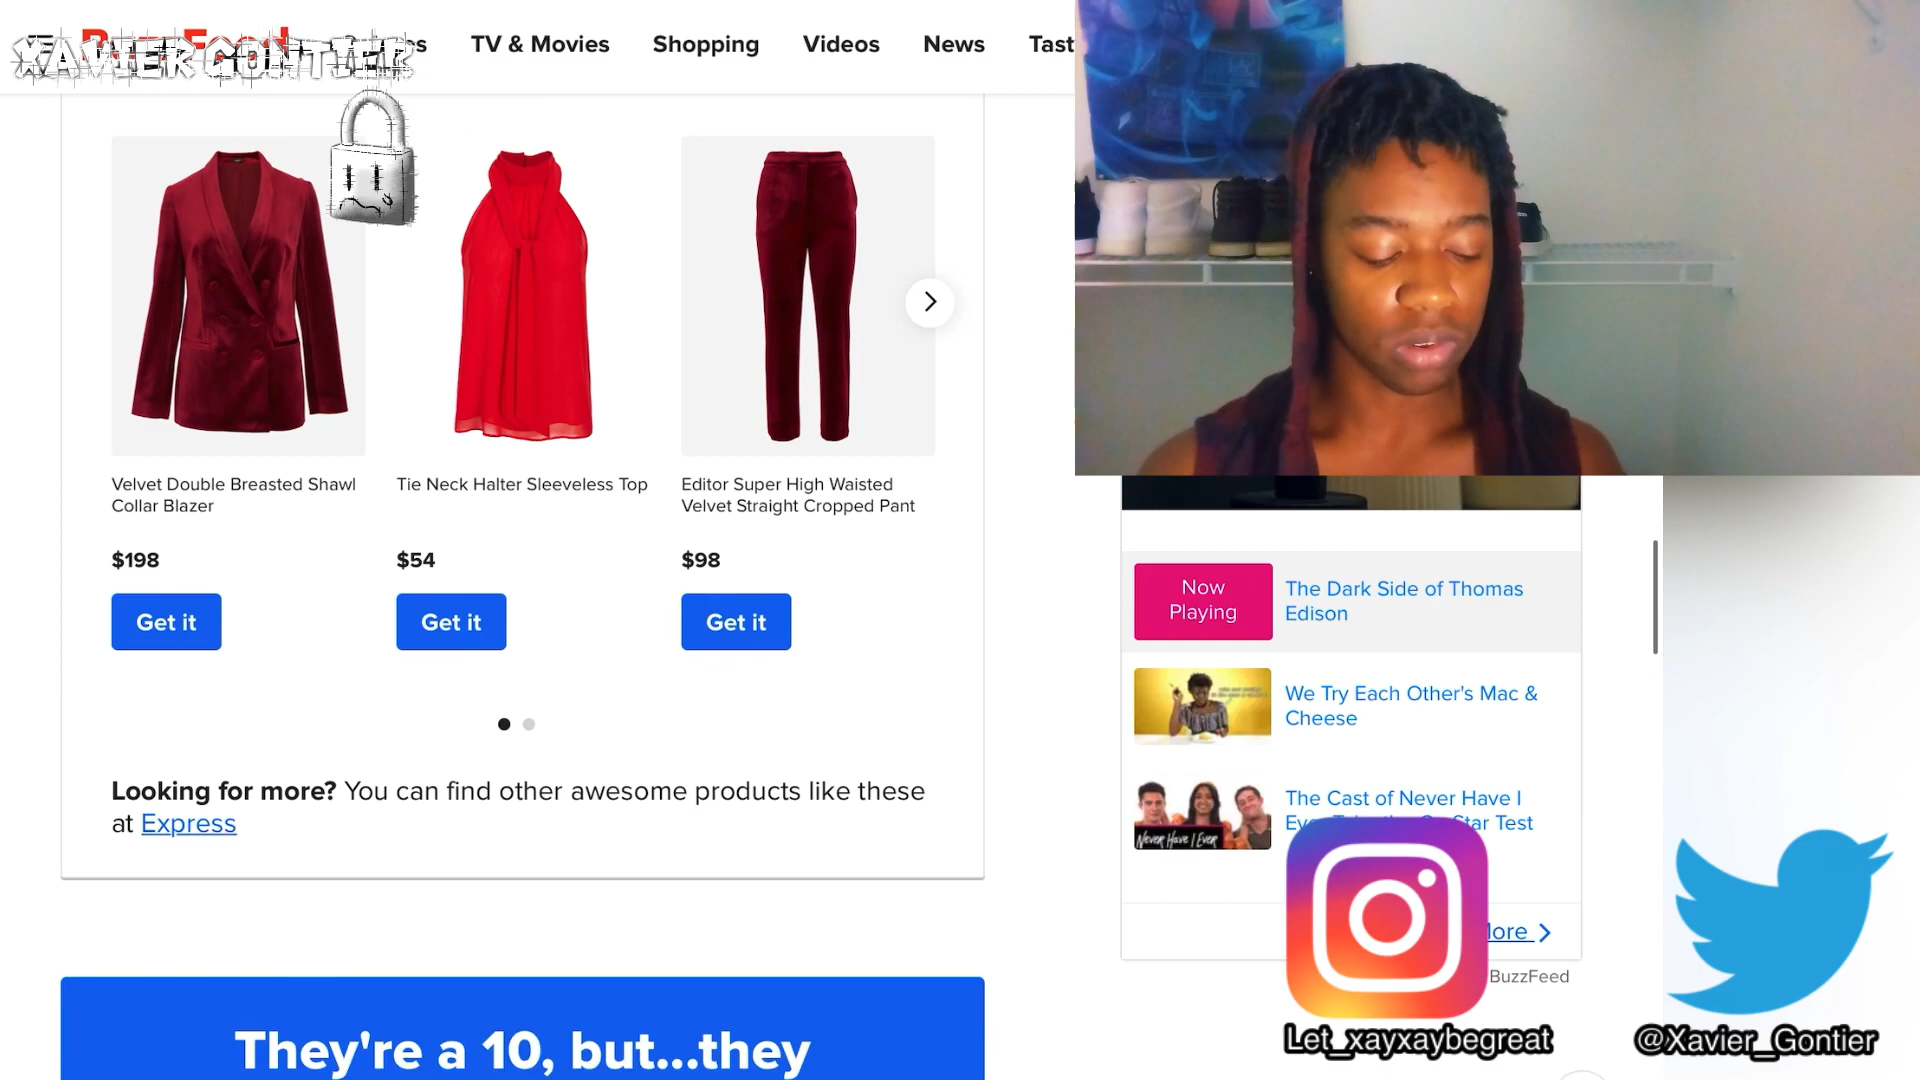 XAVIER GONTIER
TV & Movies
Shopping
Videos
News
Tast
Velvet Double Breasted Shawl
Collar Blazer
$198
Get it
Tie Neck Halter Sleeveless Top
$54
Get it
Editor Super High Waisted
Velvet Straight Cropped Pant
$98
Get it
Looking for more? You can find other awesome products like these
at Express
They're a 10, but...they
Now
Playing
The Dark Side of Thomas
Edison
We Try Each Other's Mac &
Cheese
Never Have I Ever
The Cast of Never Have I
Star Test
BuzzFeed
Let_xayxaybegreat
@Xavier_Gontier